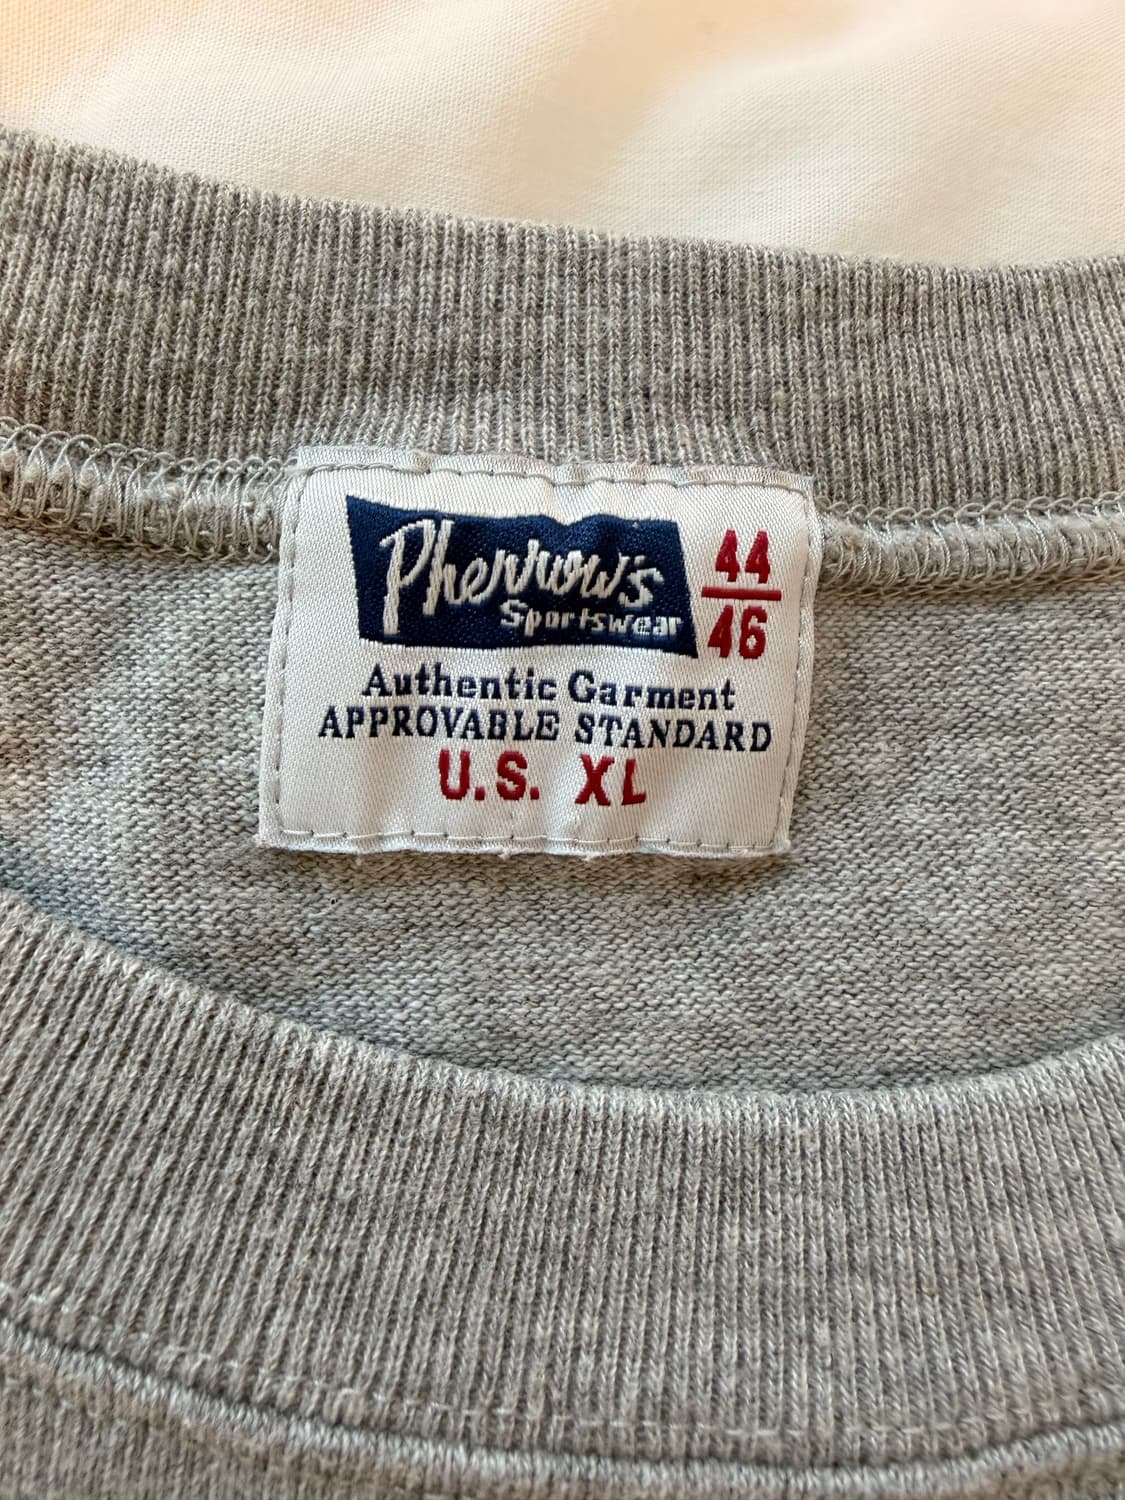 Pherrow's
Sportswear
44
46
Authentic Garment
APPROVABLE STANDARD
U.S. XL